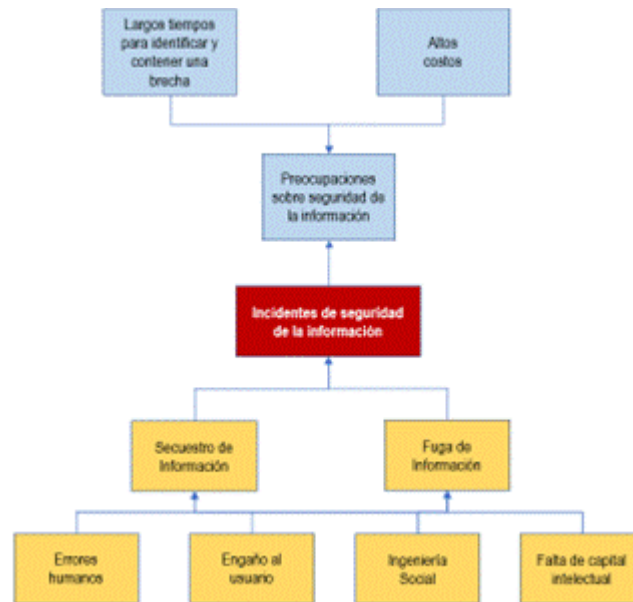 Largos tiempos
para identificar y
contener una
brecha
Altos
costos
Preocupaciones
sobre seguridad de
la información
Incidentes de seguridad
de la información
Secuestro de
Información
Fuga de
Información
Errores
humanos
Engaño al
usuario
Ingeniería
Social
Falta de capital
intelectual